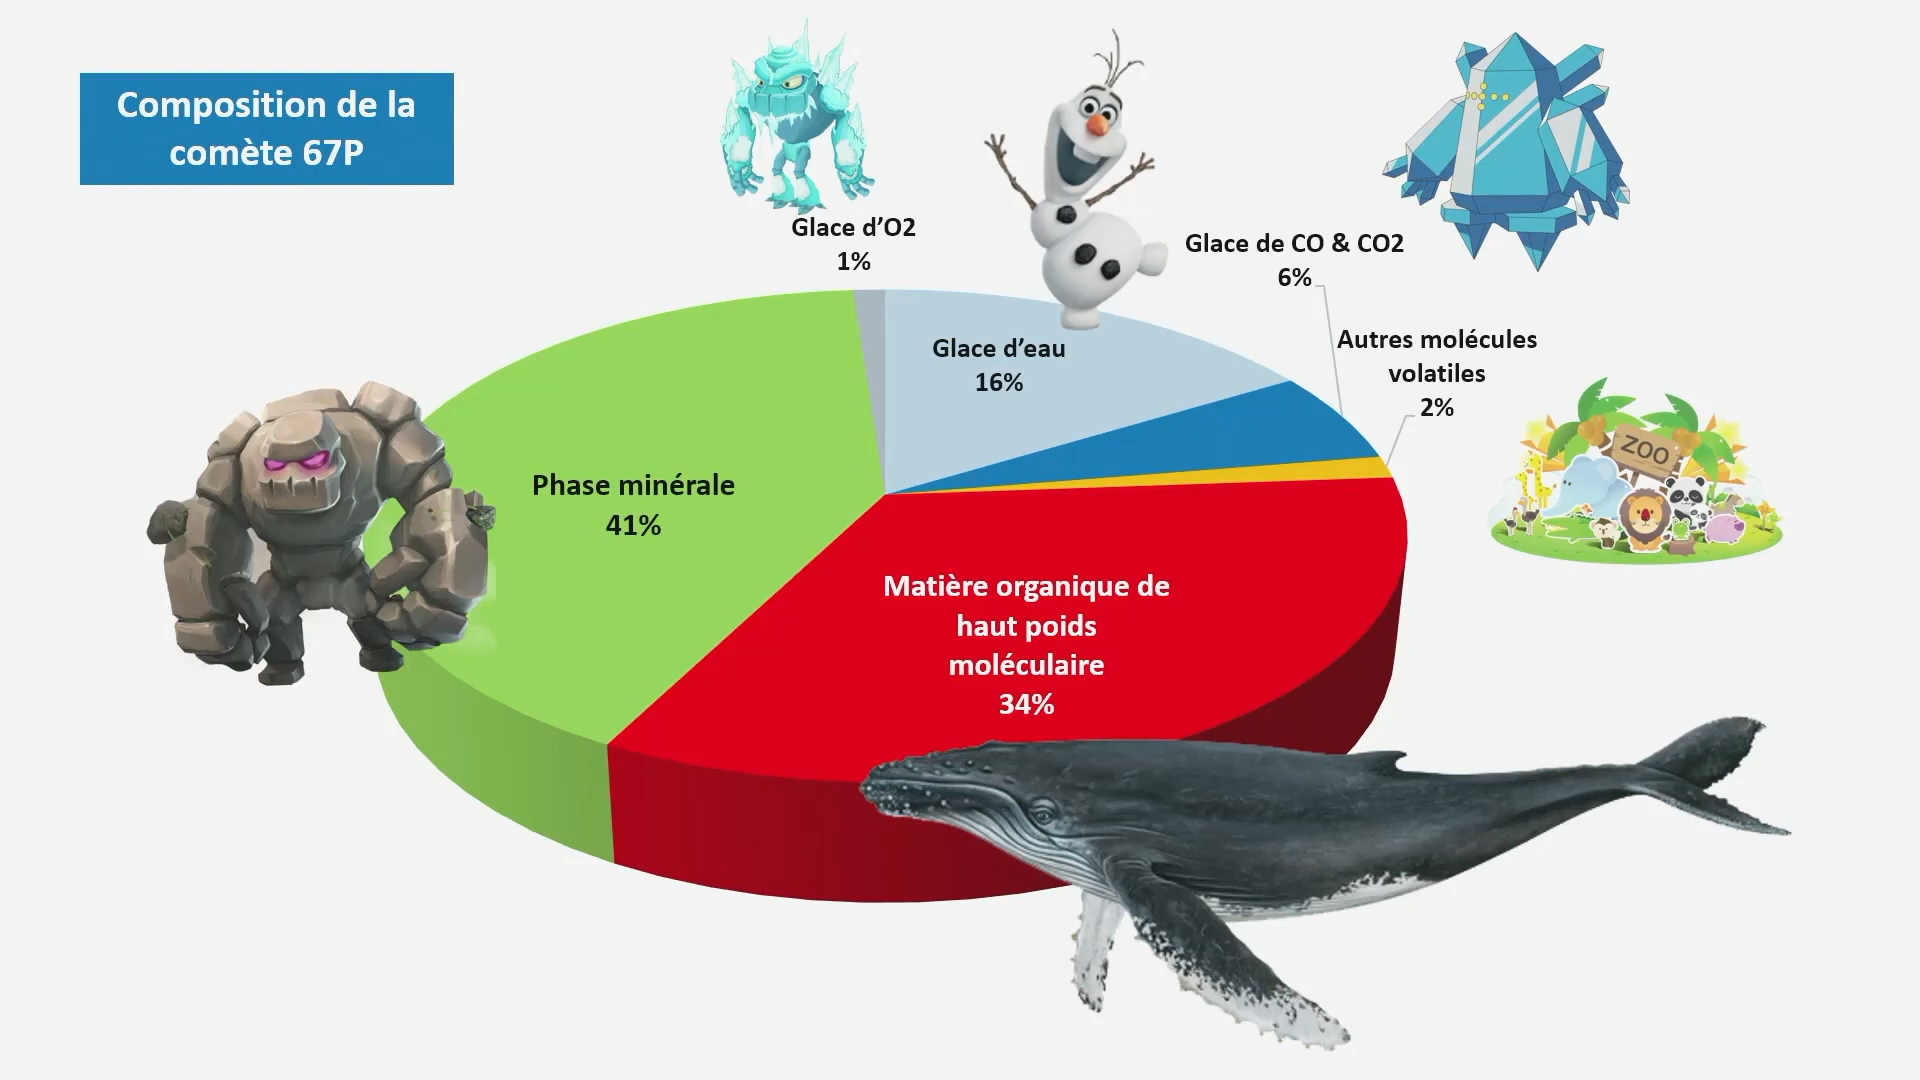 Composition de la
comète 67P
Glace d’O2
1%
Glace d’eau
16%
Glace de CO & CO2
6%
Autres molécules
volatiles
2%
ZOO
Phase minérale
41%
Matière organique de
haut poids
moléculaire
34%